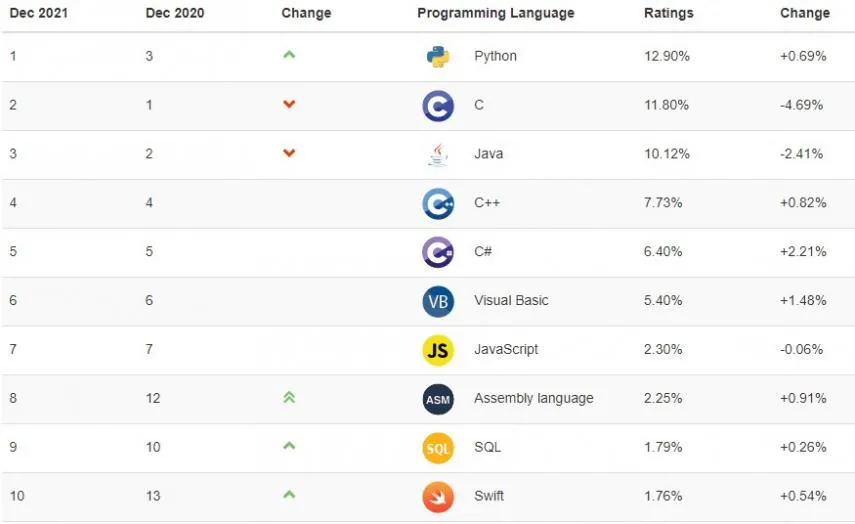 Dec 2021 Dec 2020 Change Programming Language Ratings Change
1 3 Python 12.90% +0.69%
2 1 C 11.80% -4.69%
3 2 Java 10.12% -2.41%
4 4 C++ 7.73% +0.82%
5 5 C# 6.40% +2.21%
6 6 VB Visual Basic 5.40% +1.48%
7 7 JS JavaScript 2.30% -0.06%
8 12 ASM Assembly language 2.25% +0.91%
9 10 SQL SQL 1.79% +0.26%
10 13 Swift 1.76% +0.54%